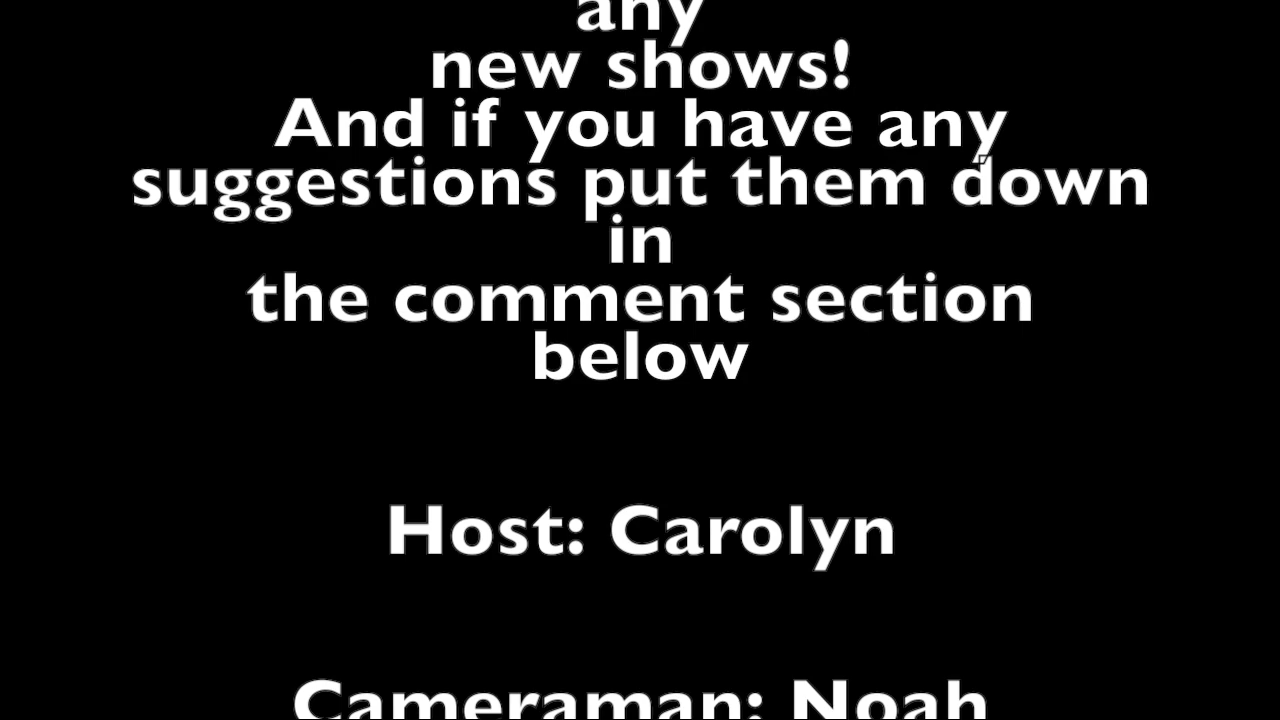 any
new shows!
And if you have any
suggestions put them down
in
the comment section
below
Host: Carolyn
Cameraman: Noah